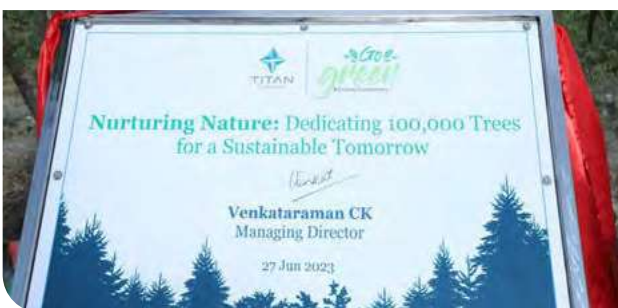 TITAN
Go
green
Nurturing Nature: Dedicating 100,000 Trees
for a Sustainable Tomorrow
Venkat
Venkataraman CK
Managing Director
27 Jun 2023